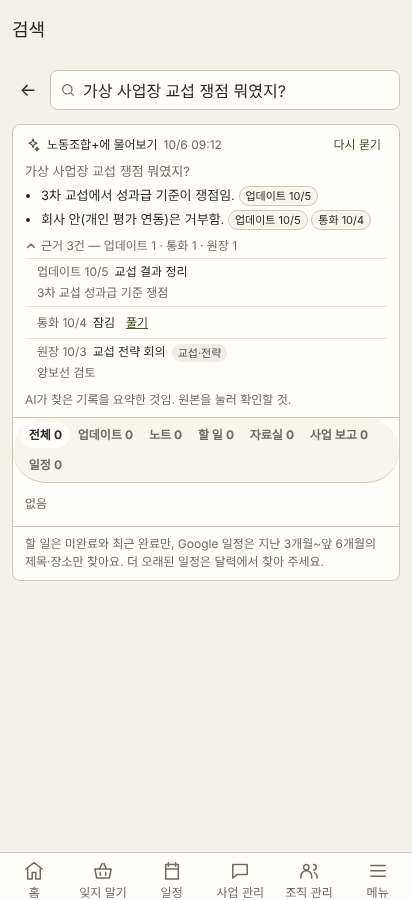 검색
가상 사업장 교섭 쟁점 뭐였지?
노동조합+에 물어보기 10/6 09:12 다시 묻기
가상 사업장 교섭 쟁점 뭐였지?
• 3차 교섭에서 성과급 기준이 쟁점임. 업데이트 10/5
• 회사 안(개인 평가 연동)은 거부함. 업데이트 10/5 통화 10/4
근거 3건 — 업데이트 1 · 통화 1 · 원장 1
업데이트 10/5 교섭 결과 정리
3차 교섭 성과급 기준 쟁점
통화 10/4 잠김 풀기
원장 10/3 교섭 전략 회의 교섭·전략
양보선 검토
AI가 찾은 기록을 요약한 것임. 원본을 눌러 확인할 것.
전체 0 업데이트 0 노트 0 할 일 0 자료실 0 사업 보고 0
일정 0
없음
할 일은 미완료와 최근 완료만, Google 일정은 지난 3개월~앞 6개월의
제목·장소만 찾아요. 더 오래된 일정은 달력에서 찾아 주세요.
홈 잊지 말기 일정 사업 관리 조직 관리 메뉴